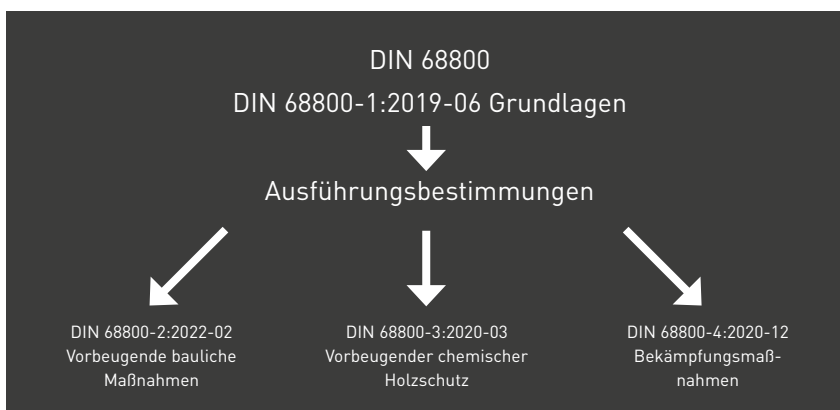 DIN 68800
DIN 68800-1:2019-06 Grundlagen
Ausführungsbestimmungen
DIN 68800-2:2022-02
Vorbeugende bauliche
Maßnahmen
DIN 68800-3:2020-03
Vorbeugender chemischer
Holzschutz
DIN 68800-4:2020-12
Bekämpfungsmaß-
nahmen